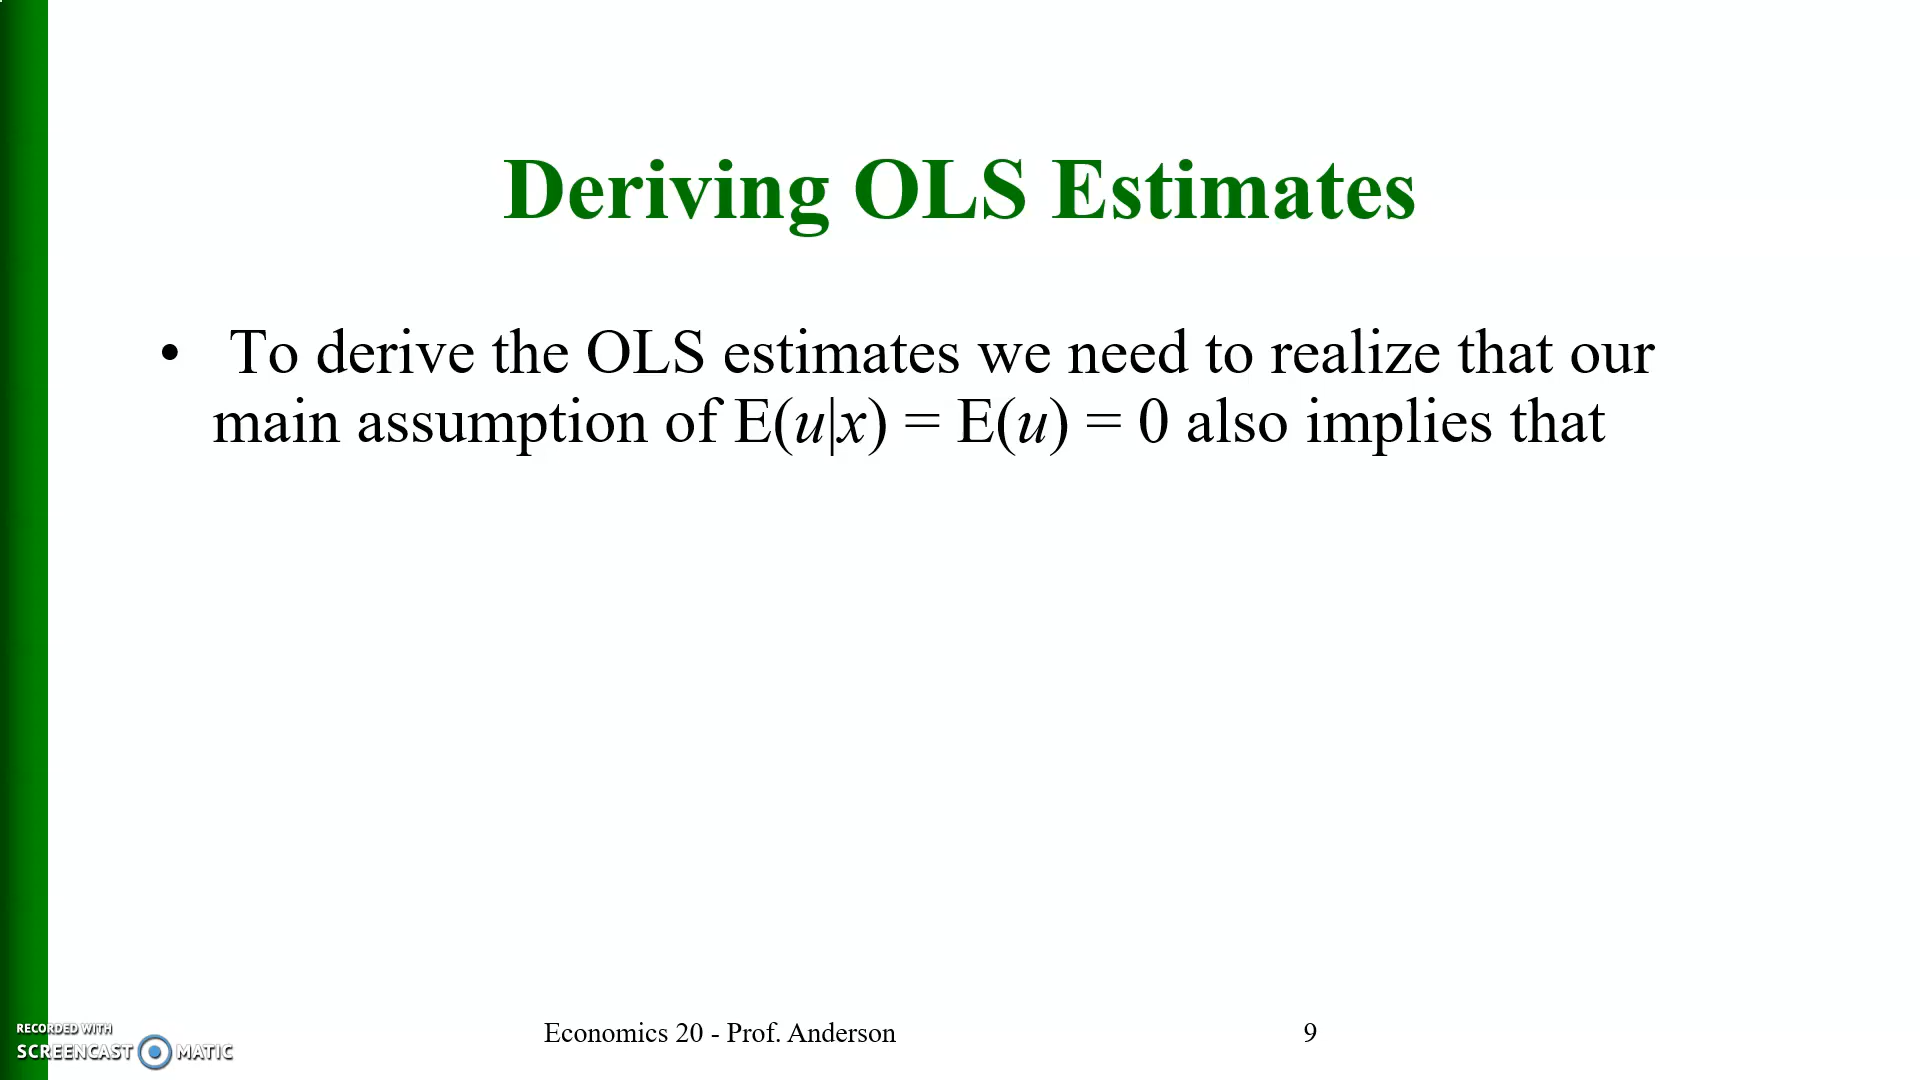 Deriving OLS Estimates
• To derive the OLS estimates we need to realize that our
main assumption of E(u|x) = E(u) = 0 also implies that
RECORDED WITH
SCREENCAST MATIC
Economics 20 - Prof. Anderson
9